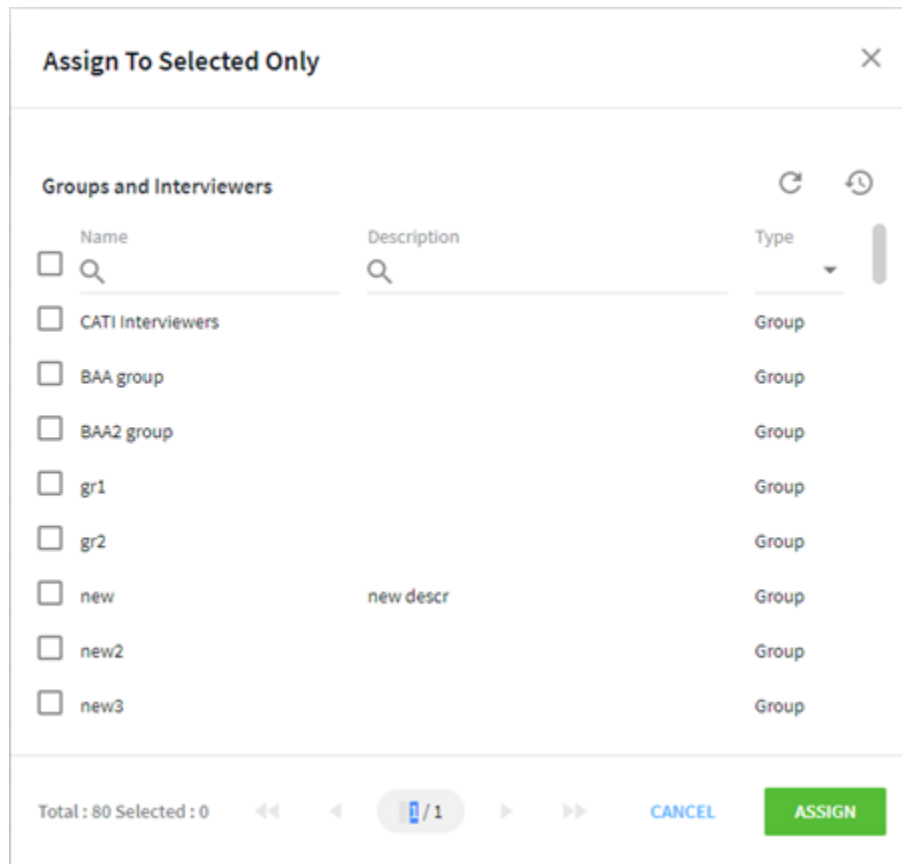 Assign To Selected Only
Groups and Interviewers
Name Description Type
CATI Interviewers Group
BAA group Group
BAA2 group Group
gr1 Group
gr2 Group
new new descr Group
new2 Group
new3 Group
Total : 80 Selected : 0 1 / 1 CANCEL ASSIGN